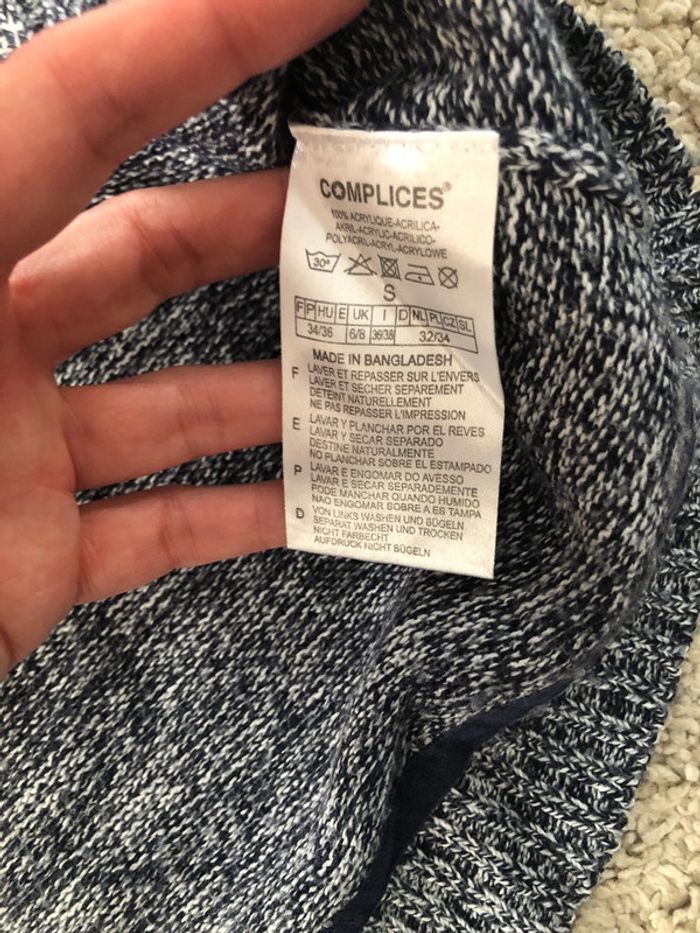 COMPLICES®
100% ACRYLIQUE-ACRILICA-
AKRIL-ACRYLIC-ACRILICO-
POLYACRIL-ACRYL-ACRYLOWE
30°
S
F P HU E UK I D NL PL CZ SL
34/36 6/8 36/38 32/34
MADE IN BANGLADESH
F LAVER ET REPASSER SUR L'ENVERS
LAVER ET SECHER SEPAREMENT
DETEINT NATURELLEMENT
NE PAS REPASSER L'IMPRESSION
E LAVAR Y PLANCHAR POR EL REVES
LAVAR Y SECAR SEPARADO
DESTINE NATURALMENTE
NO PLANCHAR SOBRE EL ESTAMPADO
P LAVAR E ENGOMAR DO AVESSO
LAVAR E SECAR SEPARADEMENTE
PODE MANCHAR QUANDO HUMIDO
NAO ENGOMAR SOBRE A ES TAMPA
D VON LINKS WASHEN UND BÜGELN
SEPARAT WASHEN UND TROCKEN
NICHT FARBECHT
AUFDRUCK NICHT BÜGELN